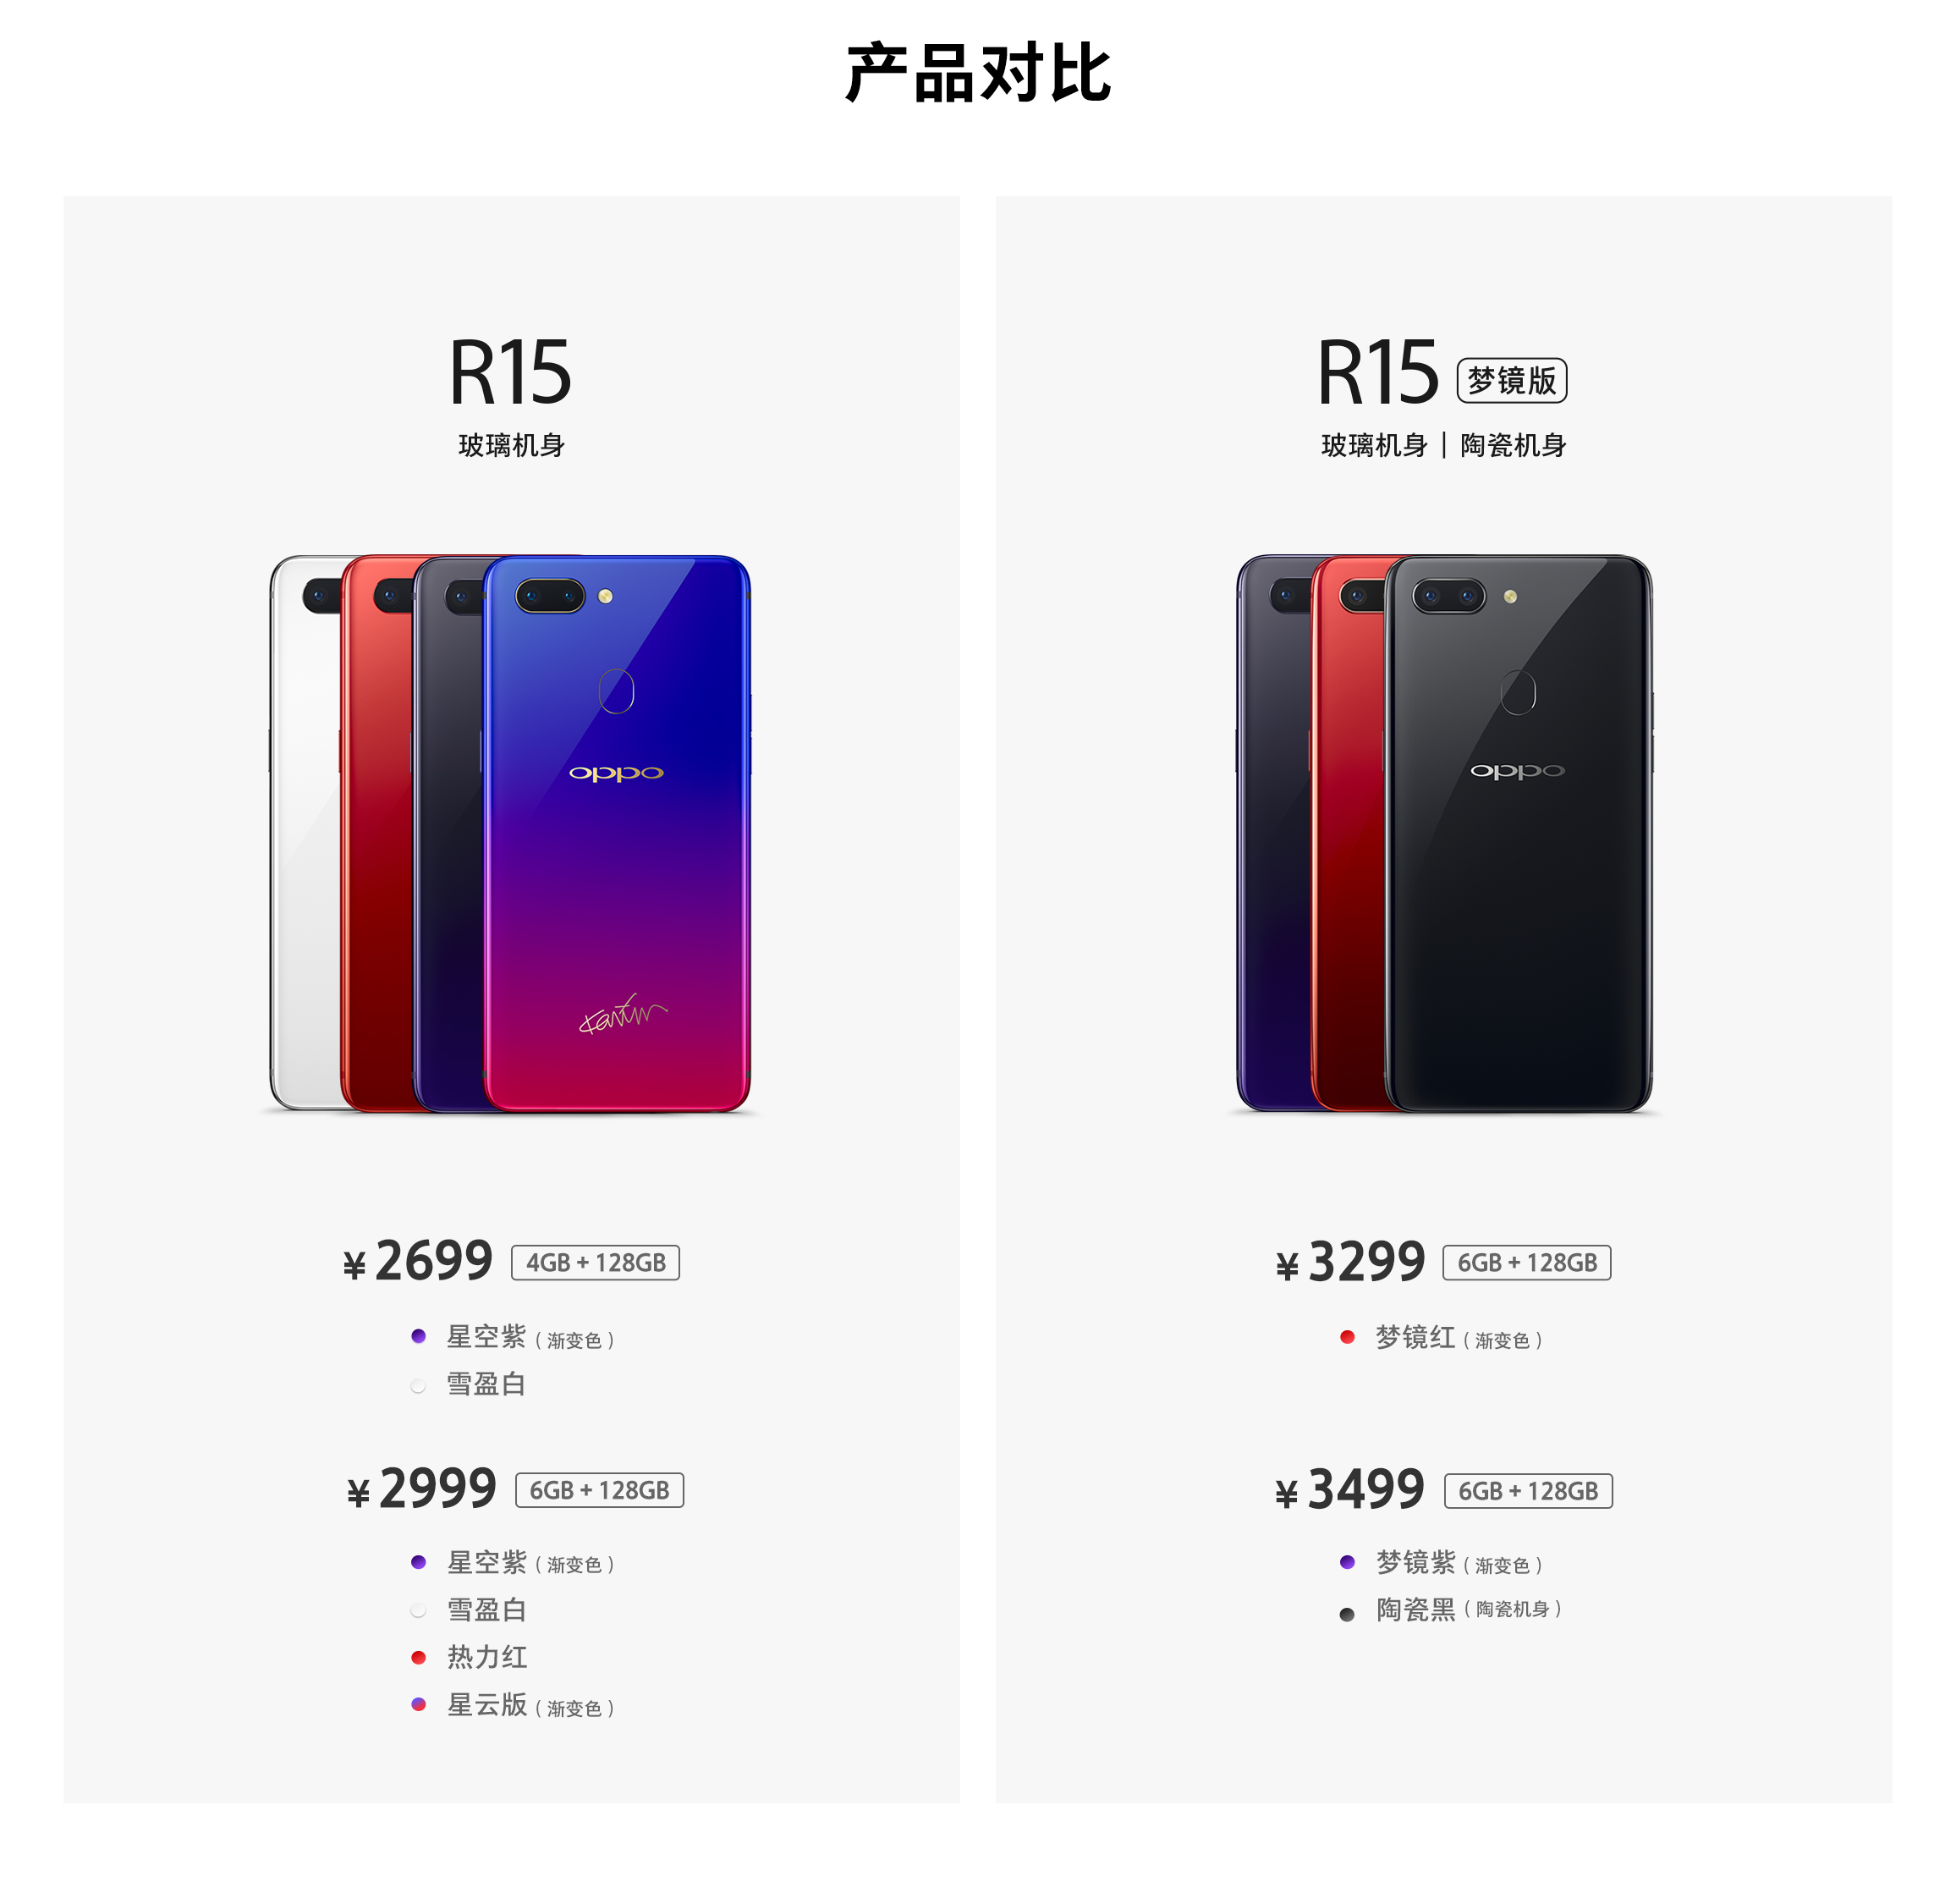 产品对比
R15
玻璃机身
oppo
¥ 2699 4GB + 128GB
星空紫 ( 渐变色 )
雪盈白
¥ 2999 6GB + 128GB
星空紫 ( 渐变色 )
雪盈白
热力红
星云版 ( 渐变色 )
R15 梦镜版
玻璃机身 | 陶瓷机身
oppo
¥ 3299 6GB + 128GB
梦镜红 ( 渐变色 )
¥ 3499 6GB + 128GB
梦镜紫 ( 渐变色 )
陶瓷黑 ( 陶瓷机身 )